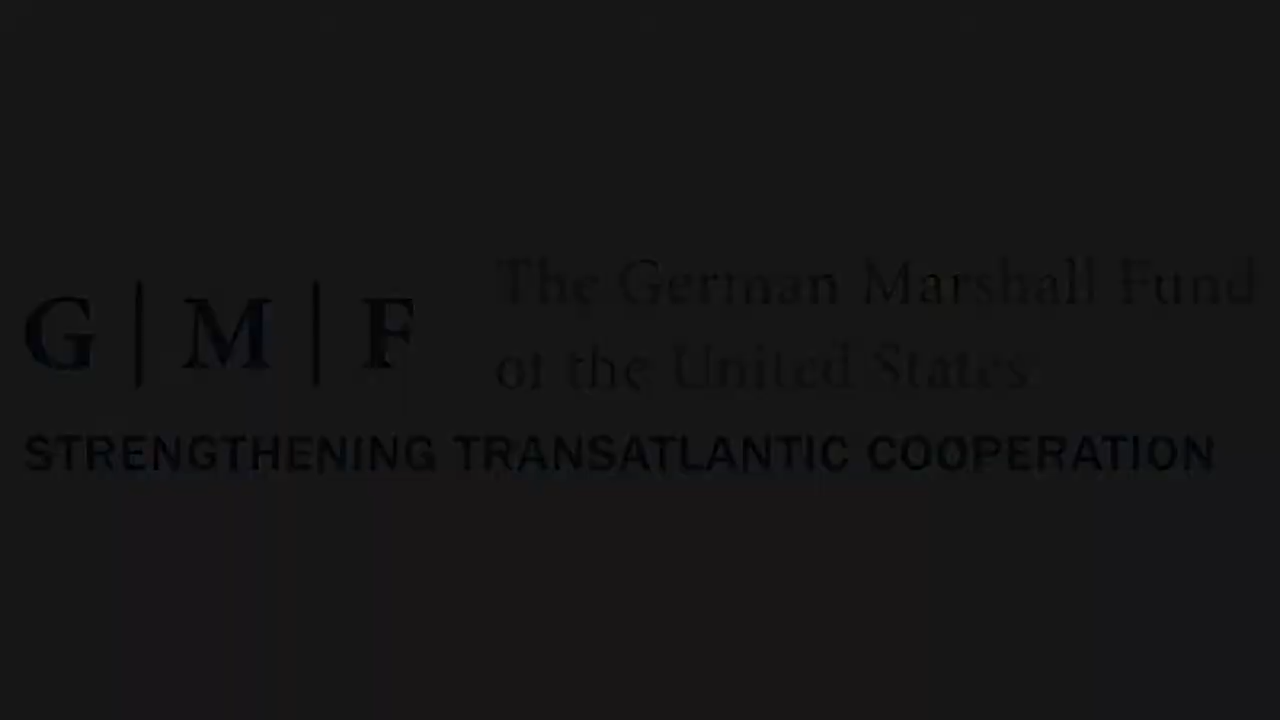 G | M | F
The German Marshall Fund
of the United States
STRENGTHENING TRANSATLANTIC COOPERATION